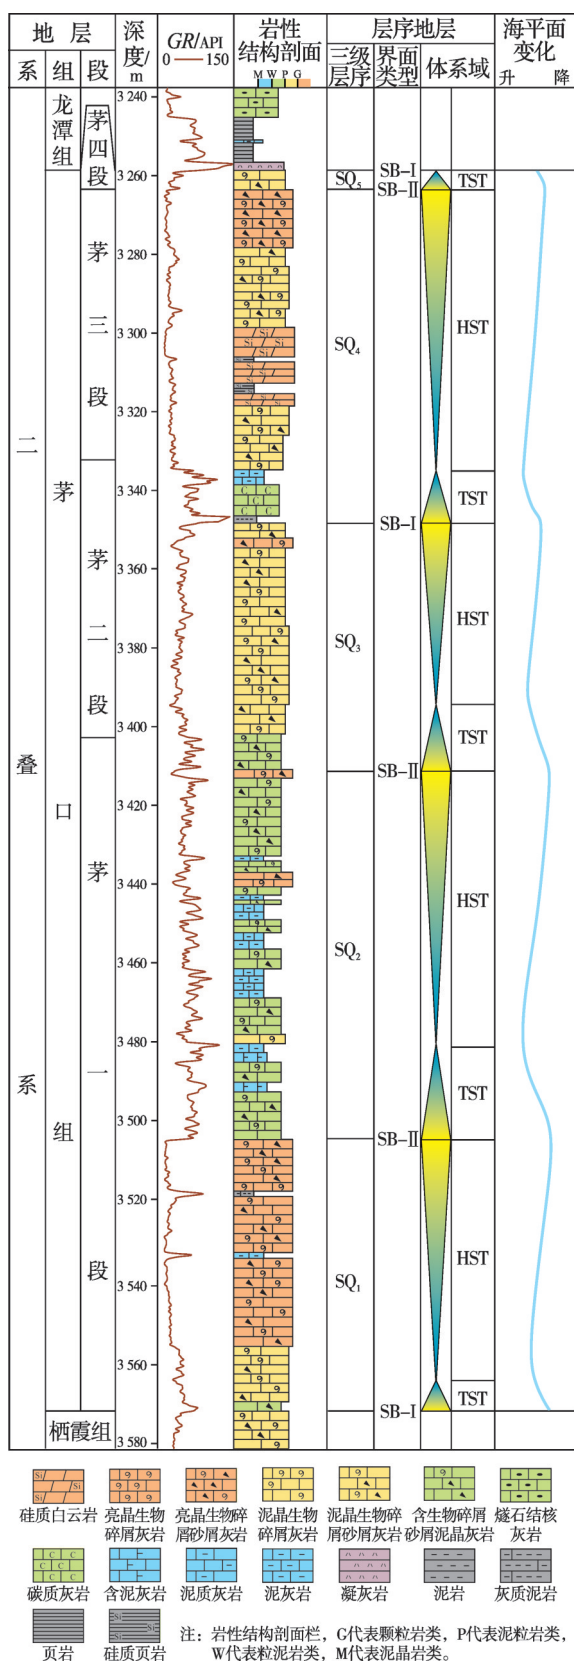 地 层
深度/m
GR/API
0 150
岩性
结构剖面
M W P G
层序地层
海平面
变化
系
组
段
三级
层序
界面
类型
体系域
升 降
龙潭组
茅四段
茅三段
茅二段
茅一段
二叠系
茅口组
栖霞组
3 240
3 260
3 280
3 300
3 320
3 340
3 360
3 380
3 400
3 420
3 440
3 460
3 480
3 500
3 520
3 540
3 560
3 580
SQ₅
SQ₄
SQ₃
SQ₂
SQ₁
SB-I
SB-II
SB-I
SB-II
SB-II
SB-I
TST
HST
TST
HST
TST
HST
TST
HST
TST
硅质白云岩
亮晶生物
碎屑灰岩
亮晶生物碎
屑砂屑灰岩
泥晶生物
碎屑灰岩
泥晶生物碎
屑砂屑灰岩
含生物碎屑
砂屑泥晶灰岩
燧石结核
灰岩
碳质灰岩
含泥灰岩
泥质灰岩
泥灰岩
凝灰岩
泥岩
灰质泥岩
页岩
硅质页岩
注：岩性结构剖面栏，G代表颗粒岩类，P代表泥粒岩类，
W代表粒泥岩类，M代表泥晶岩类。